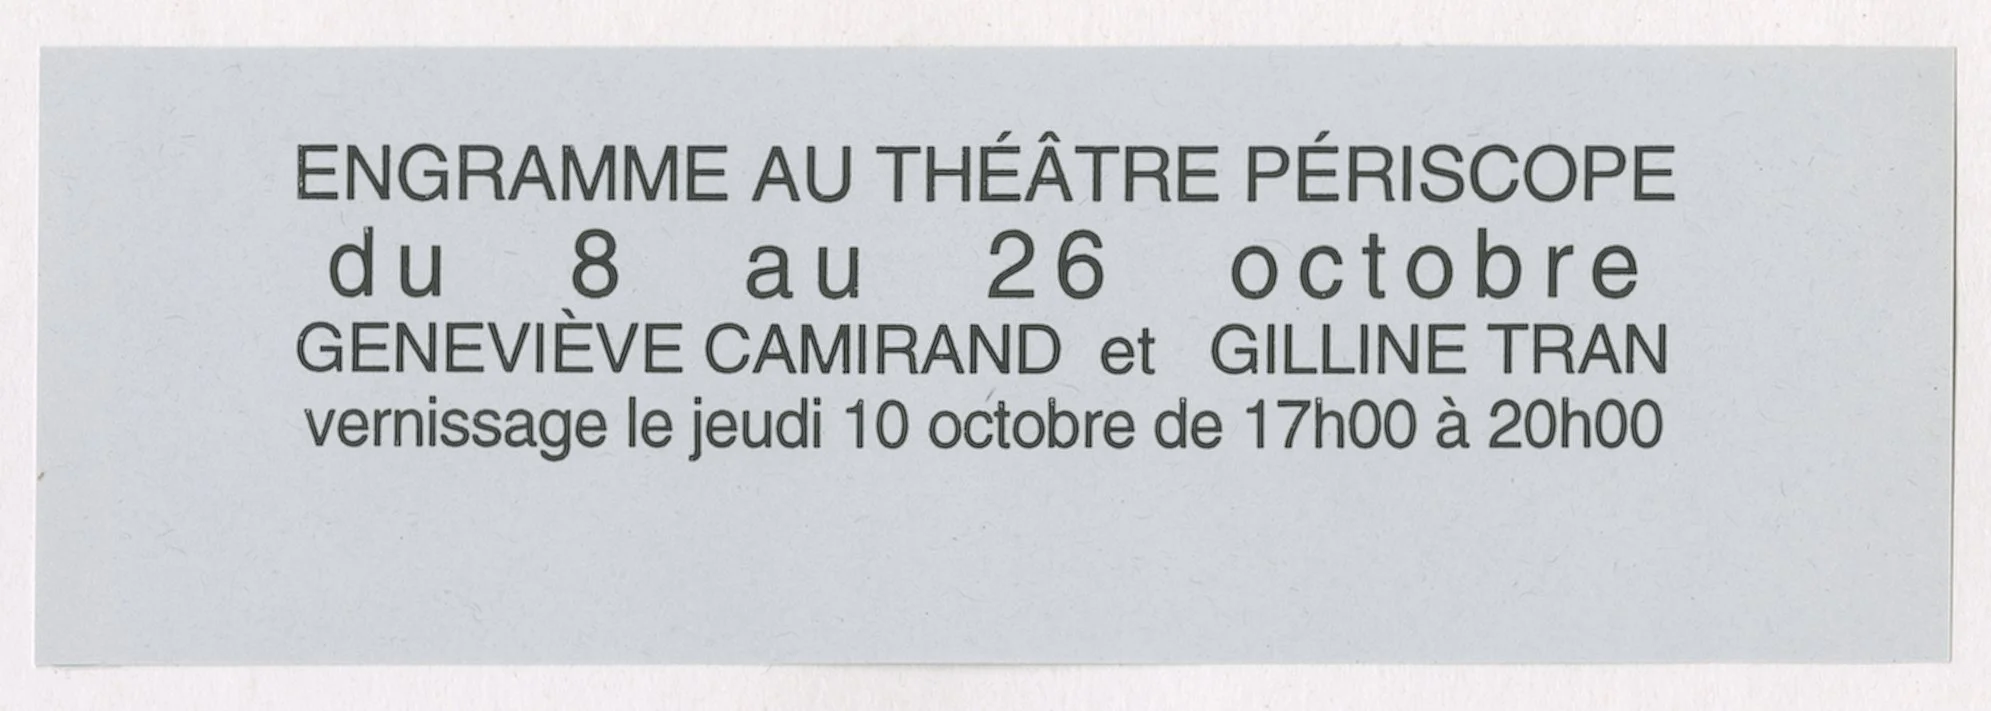 ENGRAMME AU THÉÂTRE PÉRISCOPE
du 8 au 26 octobre
GENEVIÈVE CAMIRAND et GILLINE TRAN
vernissage le jeudi 10 octobre de 17h00 à 20h00